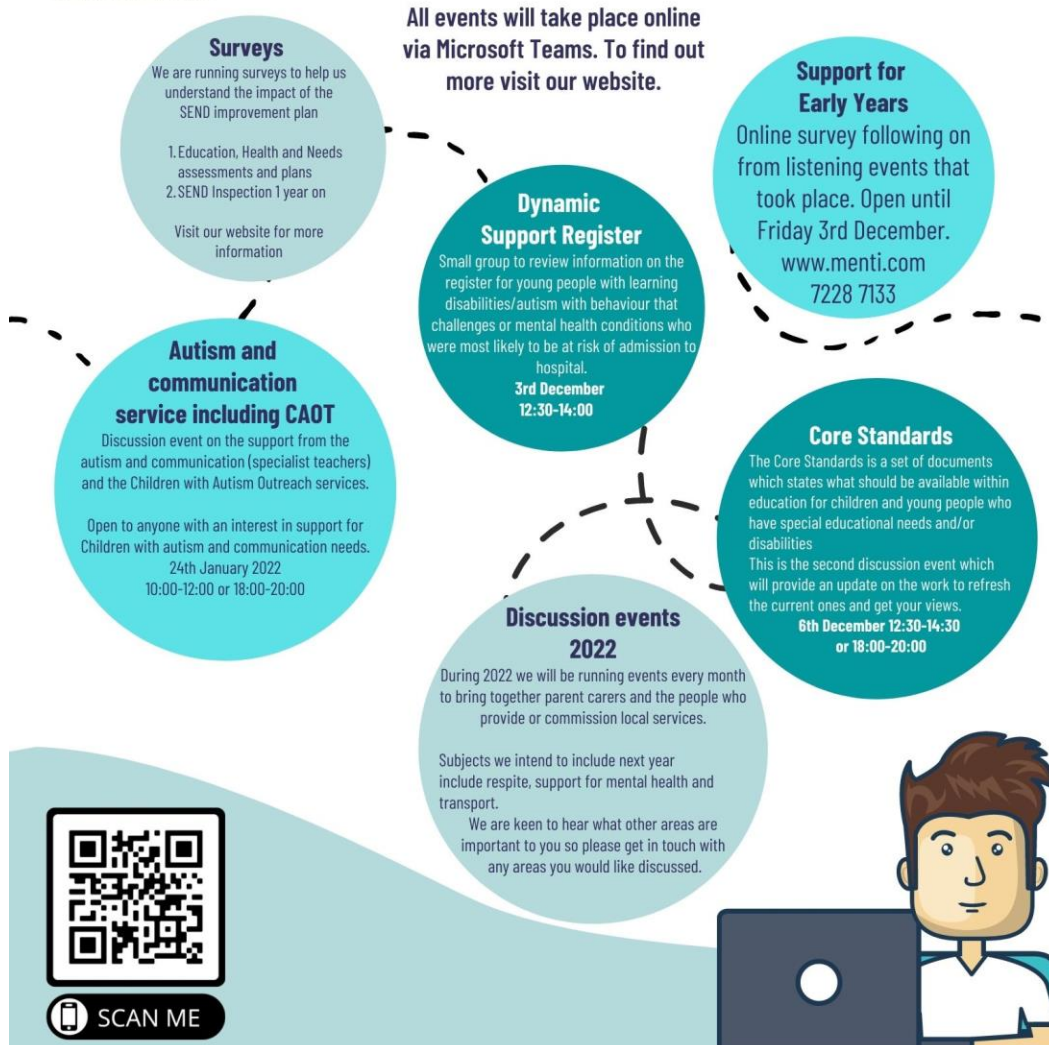 All events will take place online
via Microsoft Teams. To find out
more visit our website.
Surveys
We are running surveys to help us
understand the impact of the
SEND improvement plan
1. Education, Health and Needs
assessments and plans
2. SEND Inspection 1 year on
Visit our website for more
information
Support for
Early Years
Online survey following on
from listening events that
took place. Open until
Friday 3rd December.
www.menti.com
7228 7133
Dynamic
Support Register
Small group to review information on the
register for young people with learning
disabilities/autism with behaviour that
challenges or mental health conditions who
were most likely to be at risk of admission to
hospital.
3rd December
12:30-14:00
Autism and
communication
service including CAOT
Discussion event on the support from the
autism and communication (specialist teachers)
and the Children with Autism Outreach services.
Open to anyone with an interest in support for
Children with autism and communication needs.
24th January 2022
10:00-12:00 or 18:00-20:00
Core Standards
The Core Standards is a set of documents
which states what should be available within
education for children and young people who
have special educational needs and/or
disabilities
This is the second discussion event which
will provide an update on the work to refresh
the current ones and get your views.
6th December 12:30-14:30
or 18:00-20:00
Discussion events
2022
During 2022 we will be running events every month
to bring together parent carers and the people who
provide or commission local services.
Subjects we intend to include next year
include respite, support for mental health and
transport.
We are keen to hear what other areas are
important to you so please get in touch with
any areas you would like discussed.
SCAN ME